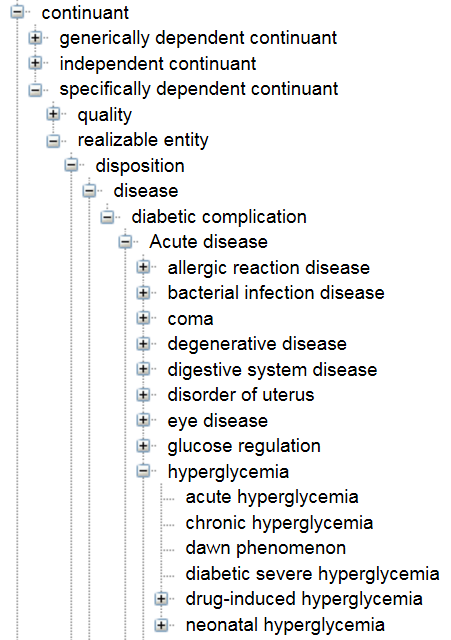 continuant
generically dependent continuant
independent continuant
specifically dependent continuant
quality
realizable entity
disposition
disease
diabetic complication
Acute disease
allergic reaction disease
bacterial infection disease
coma
degenerative disease
digestive system disease
disorder of uterus
eye disease
glucose regulation
hyperglycemia
acute hyperglycemia
chronic hyperglycemia
dawn phenomenon
diabetic severe hyperglycemia
drug-induced hyperglycemia
neonatal hyperglycemia